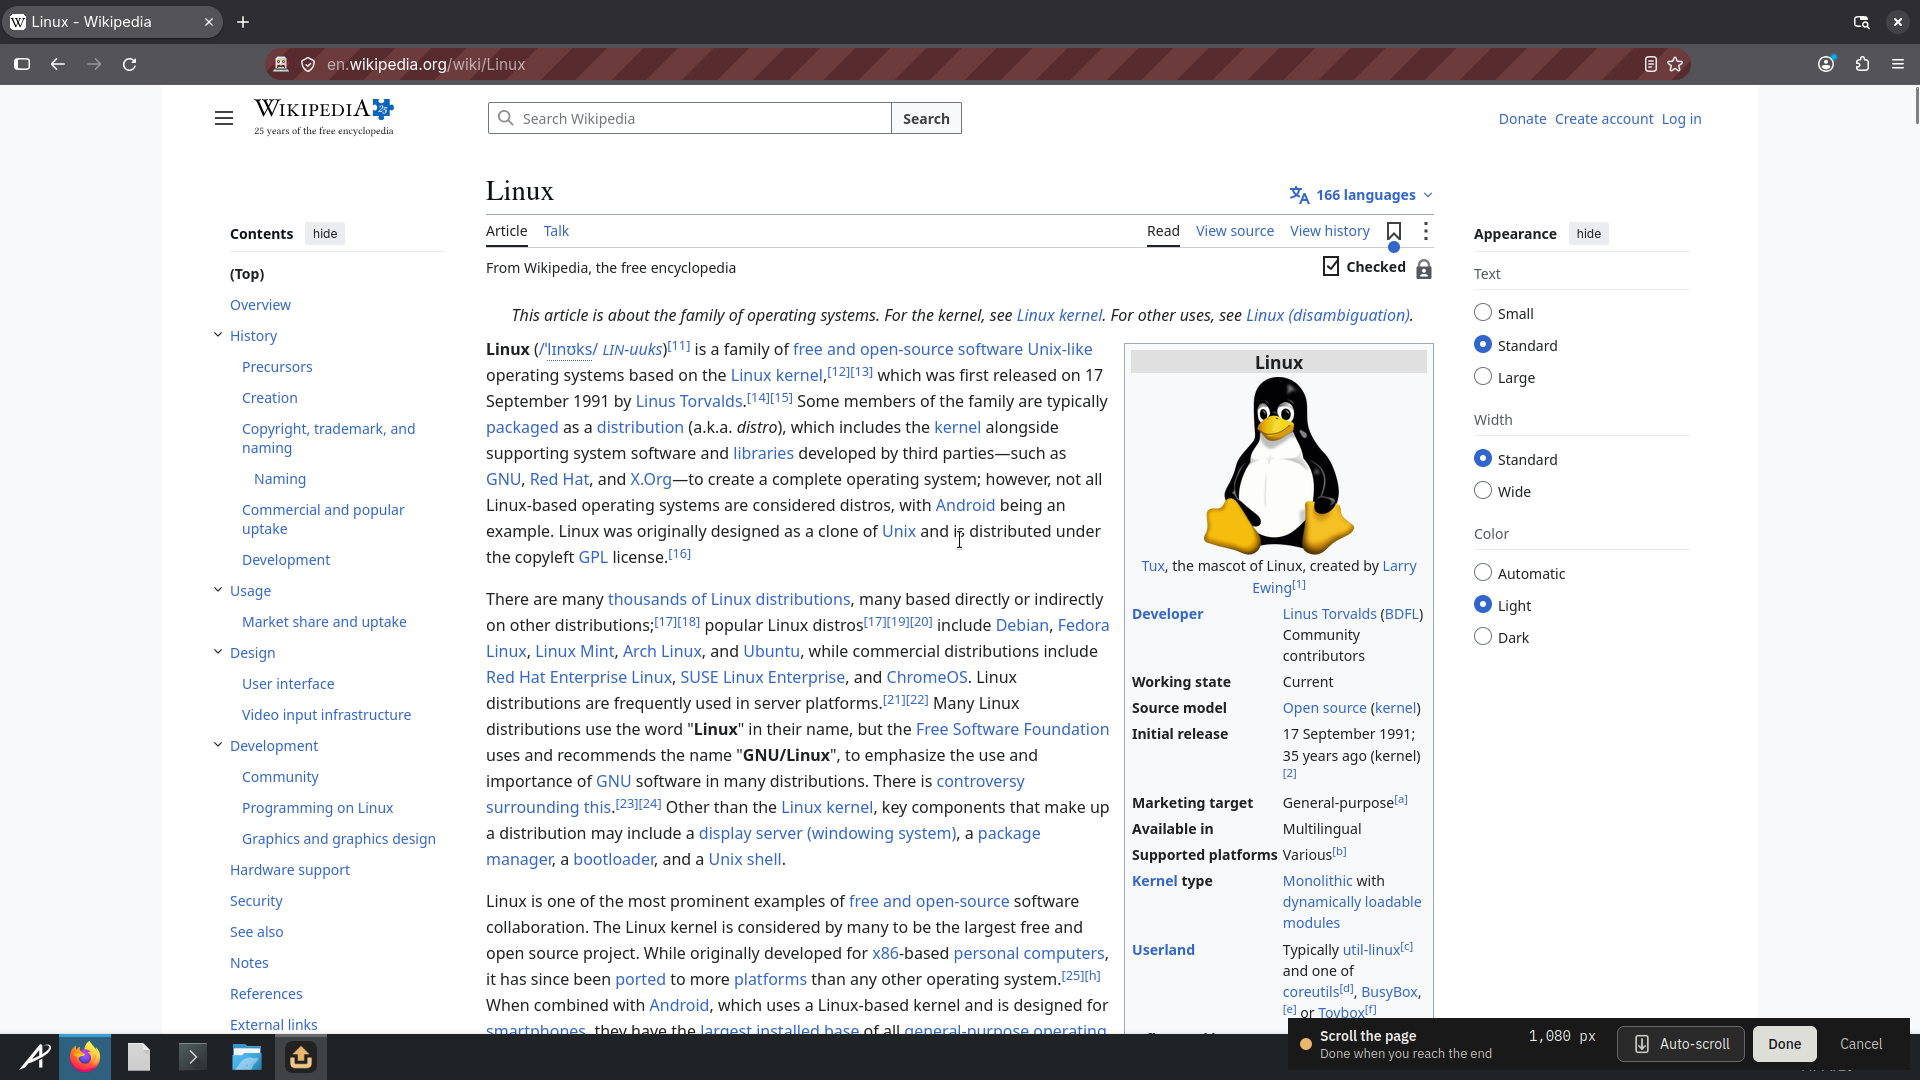 Linux - Wikipedia
en.wikipedia.org/wiki/Linux
WIKIPEDIA 25
25 years of the free encyclopedia
Search Wikipedia
Search
Donate Create account Log in
Contents hide
(Top)
Overview
History
Precursors
Creation
Copyright, trademark, and
naming
Naming
Commercial and popular
uptake
Development
Usage
Market share and uptake
Design
User interface
Video input infrastructure
Development
Community
Programming on Linux
Graphics and graphics design
Hardware support
Security
See also
Notes
References
External links
Linux
166 languages
Article Talk
Read View source View history
From Wikipedia, the free encyclopedia
Checked
This article is about the family of operating systems. For the kernel, see Linux kernel. For other uses, see Linux (disambiguation).
Linux (/ˈlɪnʊks/ LIN-uuks)[11] is a family of free and open-source software Unix-like
operating systems based on the Linux kernel,[12][13] which was first released on 17
September 1991 by Linus Torvalds.[14][15] Some members of the family are typically
packaged as a distribution (a.k.a. distro), which includes the kernel alongside
supporting system software and libraries developed by third parties—such as
GNU, Red Hat, and X.Org—to create a complete operating system; however, not all
Linux-based operating systems are considered distros, with Android being an
example. Linux was originally designed as a clone of Unix and is distributed under
the copyleft GPL license.[16]
There are many thousands of Linux distributions, many based directly or indirectly
on other distributions;[17][18] popular Linux distros[17][19][20] include Debian, Fedora
Linux, Linux Mint, Arch Linux, and Ubuntu, while commercial distributions include
Red Hat Enterprise Linux, SUSE Linux Enterprise, and ChromeOS. Linux
distributions are frequently used in server platforms.[21][22] Many Linux
distributions use the word "Linux" in their name, but the Free Software Foundation
uses and recommends the name "GNU/Linux", to emphasize the use and
importance of GNU software in many distributions. There is controversy
surrounding this.[23][24] Other than the Linux kernel, key components that make up
a distribution may include a display server (windowing system), a package
manager, a bootloader, and a Unix shell.
Linux is one of the most prominent examples of free and open-source software
collaboration. The Linux kernel is considered by many to be the largest free and
open source project. While originally developed for x86-based personal computers,
it has since been ported to more platforms than any other operating system.[25][h]
When combined with Android, which uses a Linux-based kernel and is designed for
smartphones, they have the largest installed base of all general-purpose operating
Linux
Tux, the mascot of Linux, created by Larry
Ewing[1]
Developer Linus Torvalds (BDFL)
Community
contributors
Working state Current
Source model Open source (kernel)
Initial release 17 September 1991;
35 years ago (kernel)
[2]
Marketing target General-purpose[a]
Available in Multilingual
Supported platforms Various[b]
Kernel type Monolithic with
dynamically loadable
modules
Userland Typically util-linux[c]
and one of
coreutils[d], BusyBox,
[e] or Toybox[f]
Appearance hide
Text
Small
Standard
Large
Width
Standard
Wide
Color
Automatic
Light
Dark
Scroll the page
Done when you reach the end
1,080 px
Auto-scroll
Done
Cancel